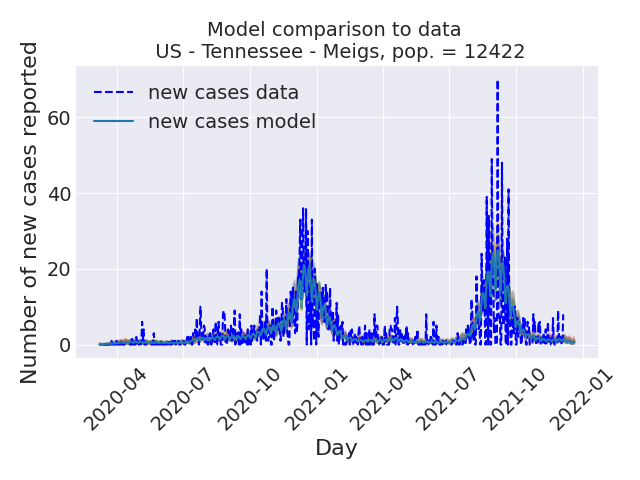 Model comparison to data
US - Tennessee - Meigs, pop. = 12422
Number of new cases reported
new cases data
new cases model
60
40
20
0
2020-04
2020-07
2020-10
2021-01
2021-04
2021-07
2021-10
2022-01
Day